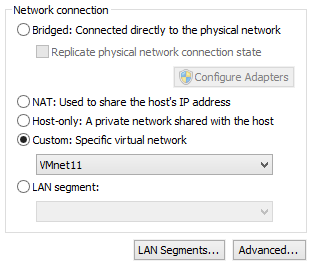 Network connection
Bridged: Connected directly to the physical network
Replicate physical network connection state
Configure Adapters
NAT: Used to share the host's IP address
Host-only: A private network shared with the host
Custom: Specific virtual network
VMnet11
LAN segment:
LAN Segments... Advanced...